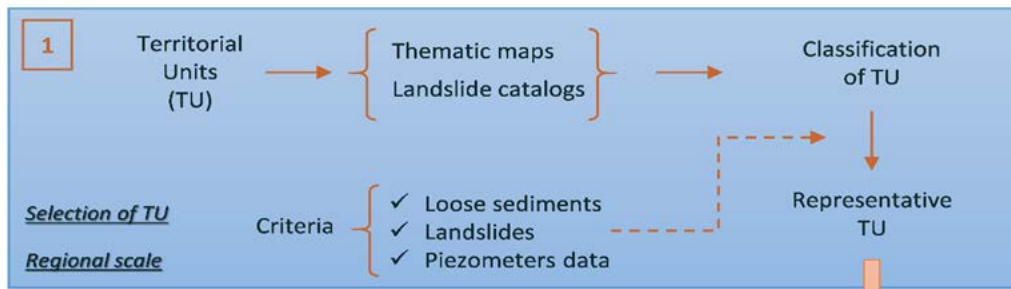 1
Territorial
Units
(TU)
Thematic maps
Landslide catalogs
Classification
of TU
Selection of TU
Regional scale
Criteria
✓ Loose sediments
✓ Landslides
✓ Piezometers data
Representative
TU